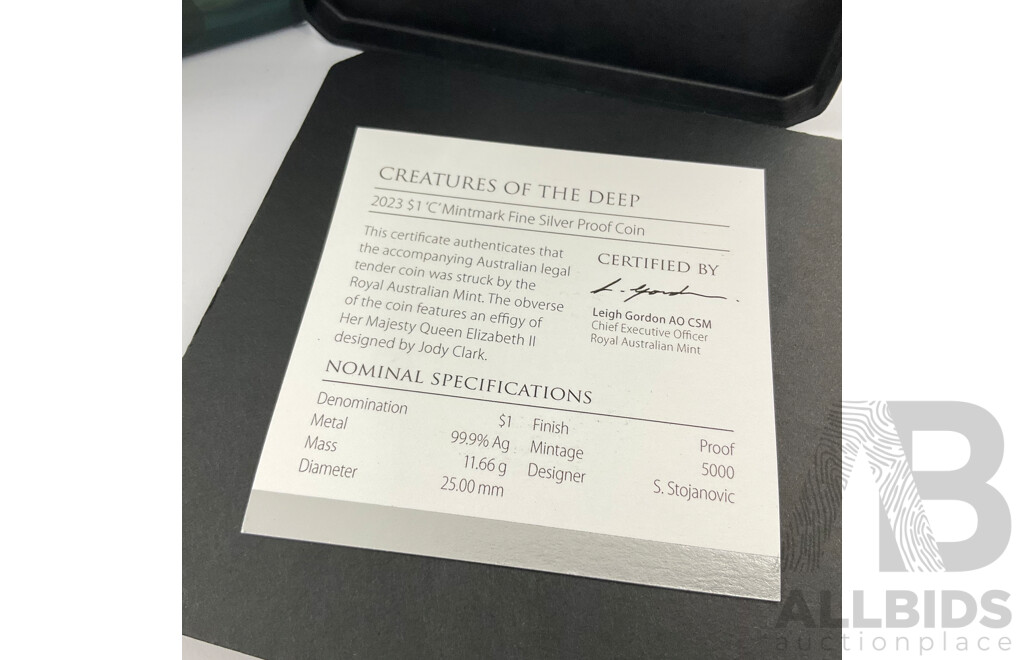 CREATURES OF THE DEEP
2023 $1 'C' Mintmark Fine Silver Proof Coin
This certificate authenticates that
the accompanying Australian legal
tender coin was struck by the
Royal Australian Mint. The obverse
of the coin features an effigy of
Her Majesty Queen Elizabeth II
designed by Jody Clark.
CERTIFIED BY
L. Gordon
Leigh Gordon AO CSM
Chief Executive Officer
Royal Australian Mint
NOMINAL SPECIFICATIONS
Denomination $1 Finish Proof
Metal 99.9% Ag Mintage 5000
Mass 11.66 g Designer S. Stojanovic
Diameter 25.00 mm
AB
ALLBIDS
auctionplace